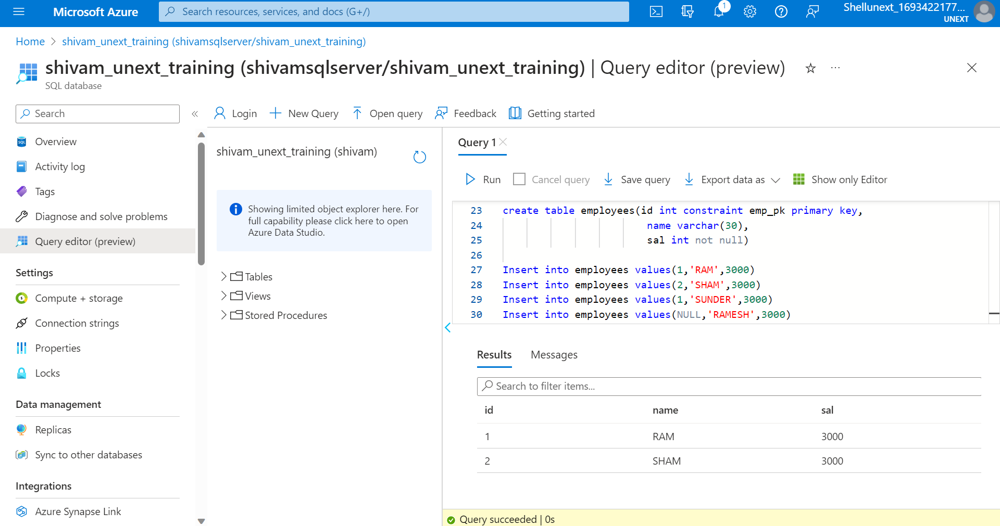 Microsoft Azure
Search resources, services, and docs (G+/)
1
Shellunext_1693422177...
UNEXT
Home > shivam_unext_training (shivamsqlserver/shivam_unext_training)
shivam_unext_training (shivamsqlserver/shivam_unext_training) | Query editor (preview)
SQL database
Search
Overview
Activity log
Tags
Diagnose and solve problems
Query editor (preview)
Settings
Compute + storage
Connection strings
Properties
Locks
Data management
Replicas
Sync to other databases
Integrations
Azure Synapse Link
Login
New Query
Open query
Feedback
Getting started
shivam_unext_training (shivam)
Showing limited object explorer here. For
full capability please click here to open
Azure Data Studio.
Tables
Views
Stored Procedures
Query 1
Run
Cancel query
Save query
Export data as
Show only Editor
23 create table employees(id int constraint emp_pk primary key,
24 name varchar(30),
25 sal int not null)
26
27 Insert into employees values(1,'RAM',3000)
28 Insert into employees values(2,'SHAM',3000)
29 Insert into employees values(1,'SUNDER',3000)
30 Insert into employees values(NULL,'RAMESH',3000)
Results Messages
Search to filter items...
id name sal
1 RAM 3000
2 SHAM 3000
Query succeeded | 0s